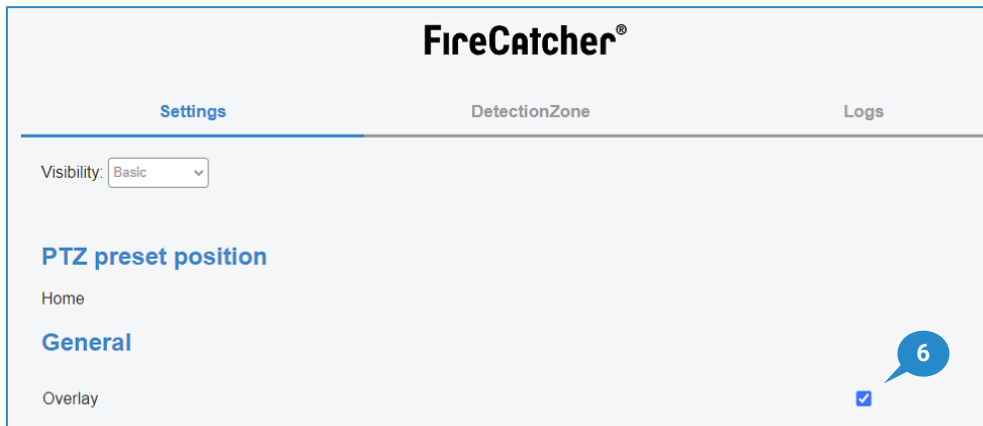 FireCatcher®
Settings DetectionZone Logs
Visibility: Basic
PTZ preset position
Home
General
6
Overlay